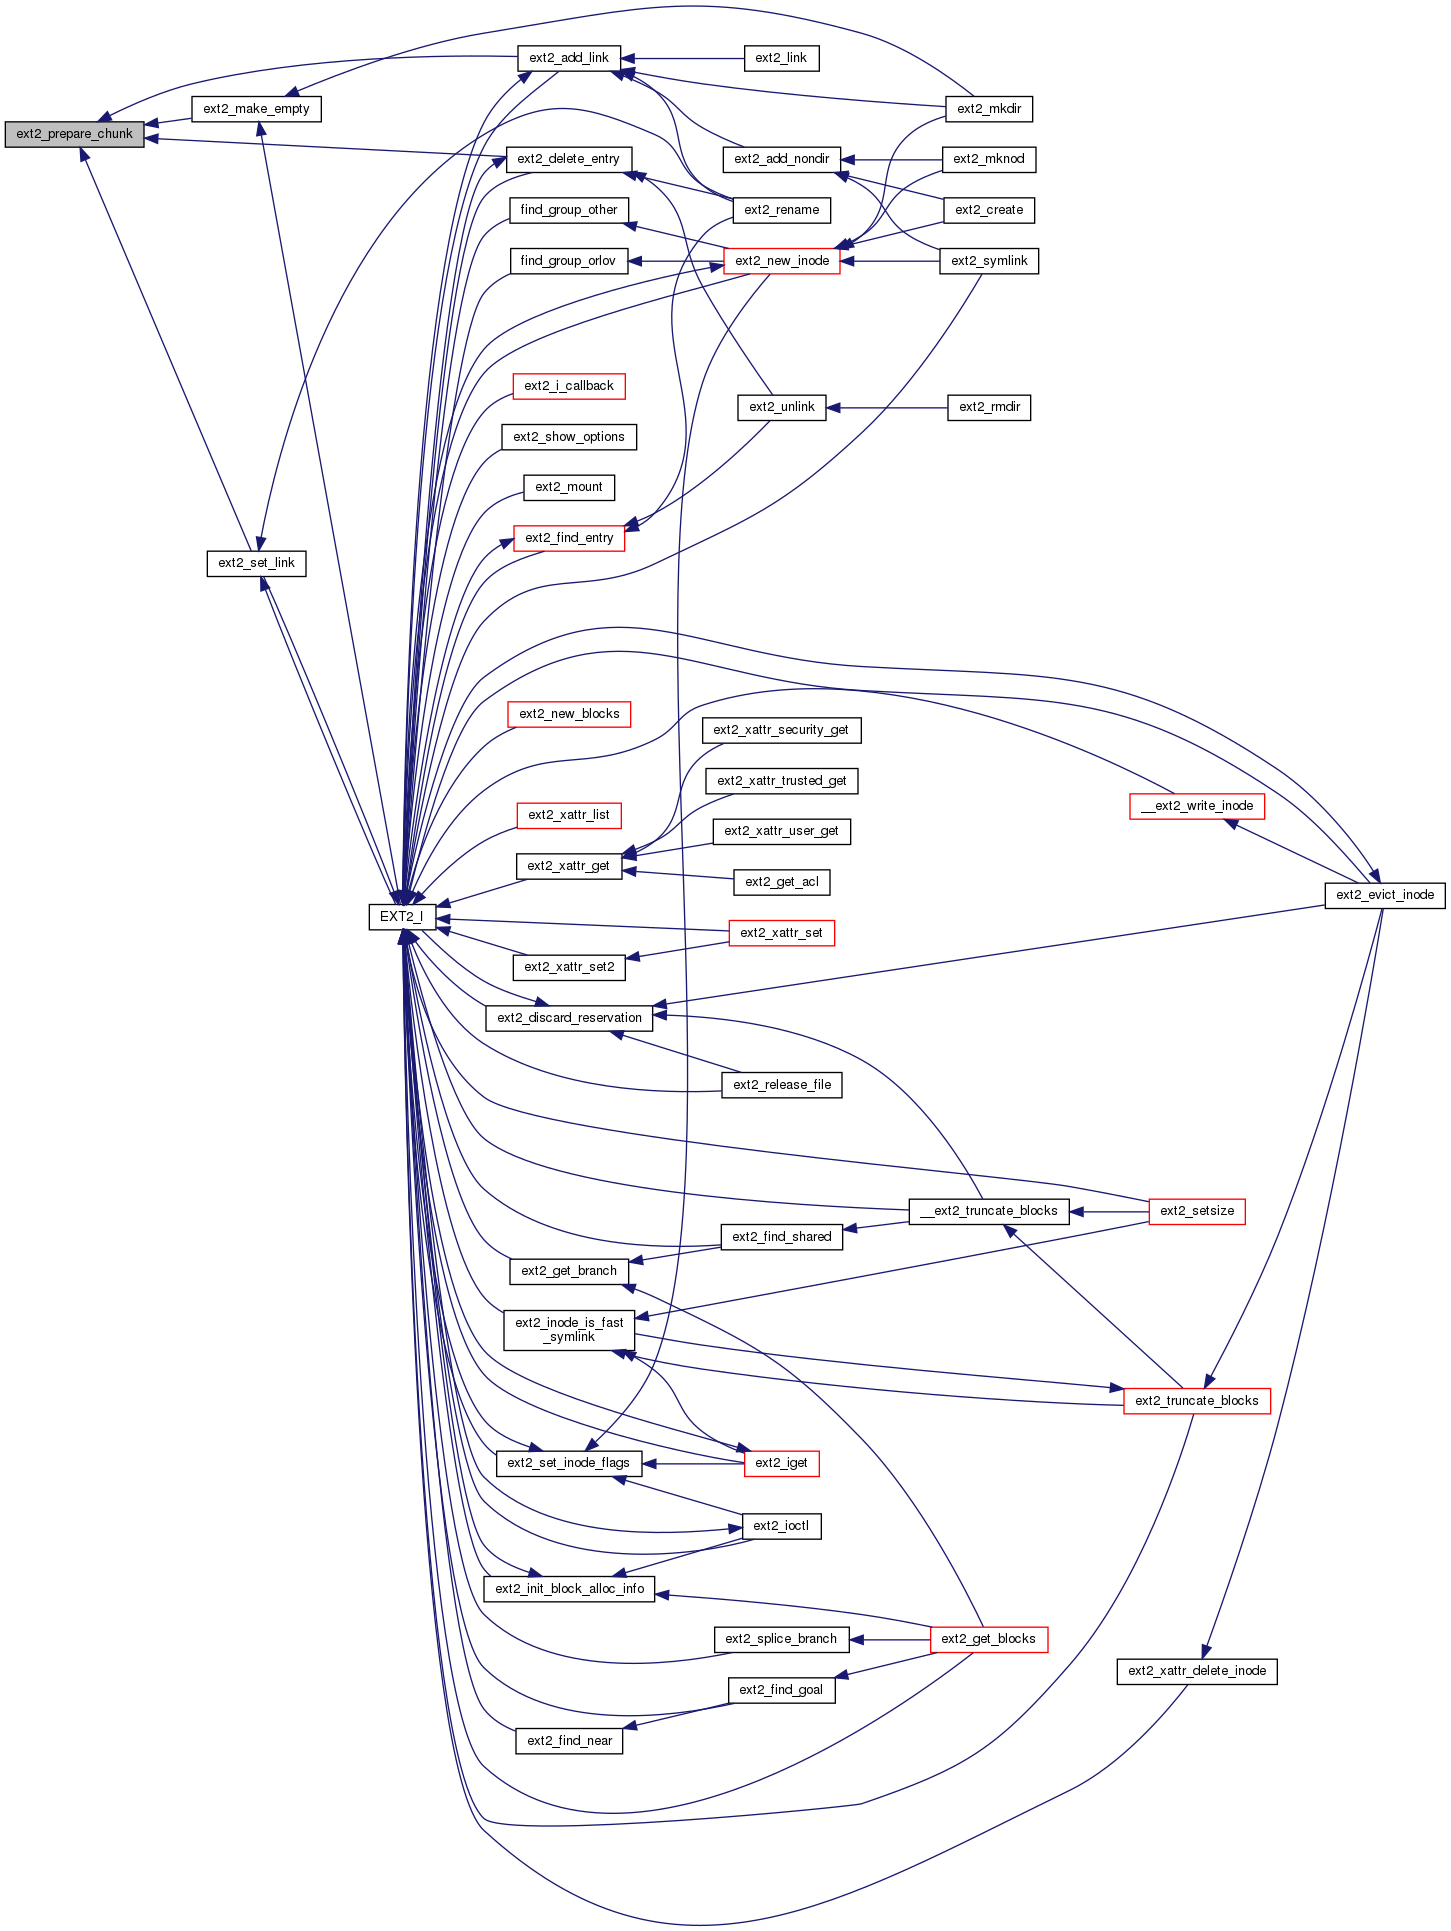 ext2_prepare_chunk
ext2_make_empty
ext2_set_link
EXT2_I
ext2_add_link
ext2_delete_entry
find_group_other
find_group_orlov
ext2_i_callback
ext2_show_options
ext2_mount
ext2_find_entry
ext2_new_blocks
ext2_xattr_list
ext2_xattr_get
ext2_xattr_set2
ext2_discard_reservation
ext2_get_branch
ext2_inode_is_fast
_symlink
ext2_set_inode_flags
ext2_init_block_alloc_info
ext2_find_near
ext2_link
ext2_add_nondir
ext2_rename
ext2_new_inode
ext2_unlink
ext2_xattr_security_get
ext2_xattr_trusted_get
ext2_xattr_user_get
ext2_get_acl
ext2_xattr_set
ext2_release_file
ext2_find_shared
ext2_iget
ext2_ioctl
ext2_splice_branch
ext2_find_goal
ext2_mkdir
ext2_mknod
ext2_create
ext2_symlink
ext2_rmdir
__ext2_truncate_blocks
ext2_get_blocks
__ext2_write_inode
ext2_setsize
ext2_truncate_blocks
ext2_xattr_delete_inode
ext2_evict_inode